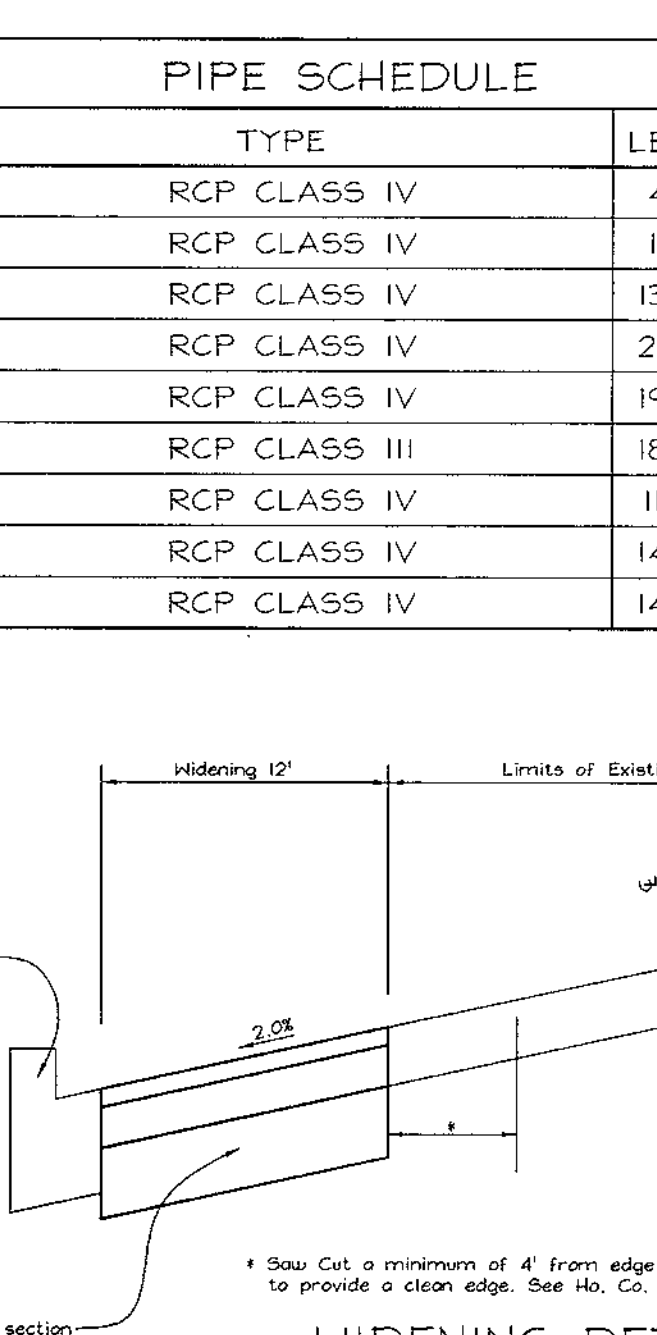 PIPE SCHEDULE
TYPE
RCP CLASS IV
RCP CLASS IV
RCP CLASS IV
RCP CLASS IV
RCP CLASS IV
RCP CLASS III
RCP CLASS IV
RCP CLASS IV
RCP CLASS IV
Widening 12'
Limits of
2.0%
*
* Saw Cut a minimum of 4' from edge
to provide a clean edge. See Ho. Co.
section
WIDENING